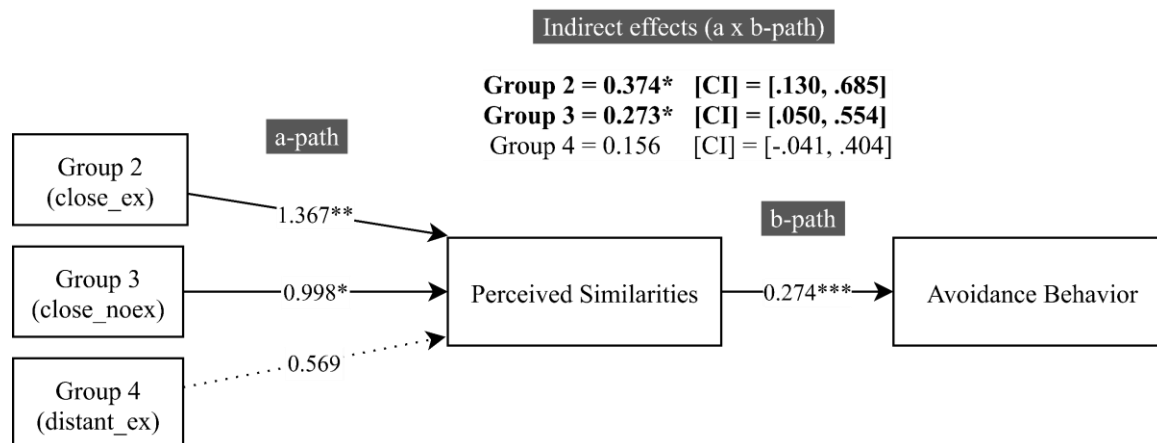 Indirect effects (a x b-path)
Group 2 = 0.374* [CI] = [.130, .685]
Group 3 = 0.273* [CI] = [.050, .554]
Group 4 = 0.156 [CI] = [-.041, .404]
a-path
Group 2
(close_ex)
1.367**
b-path
Group 3
(close_noex)
0.998*
Perceived Similarities
0.274***
Avoidance Behavior
0.569
Group 4
(distant_ex)